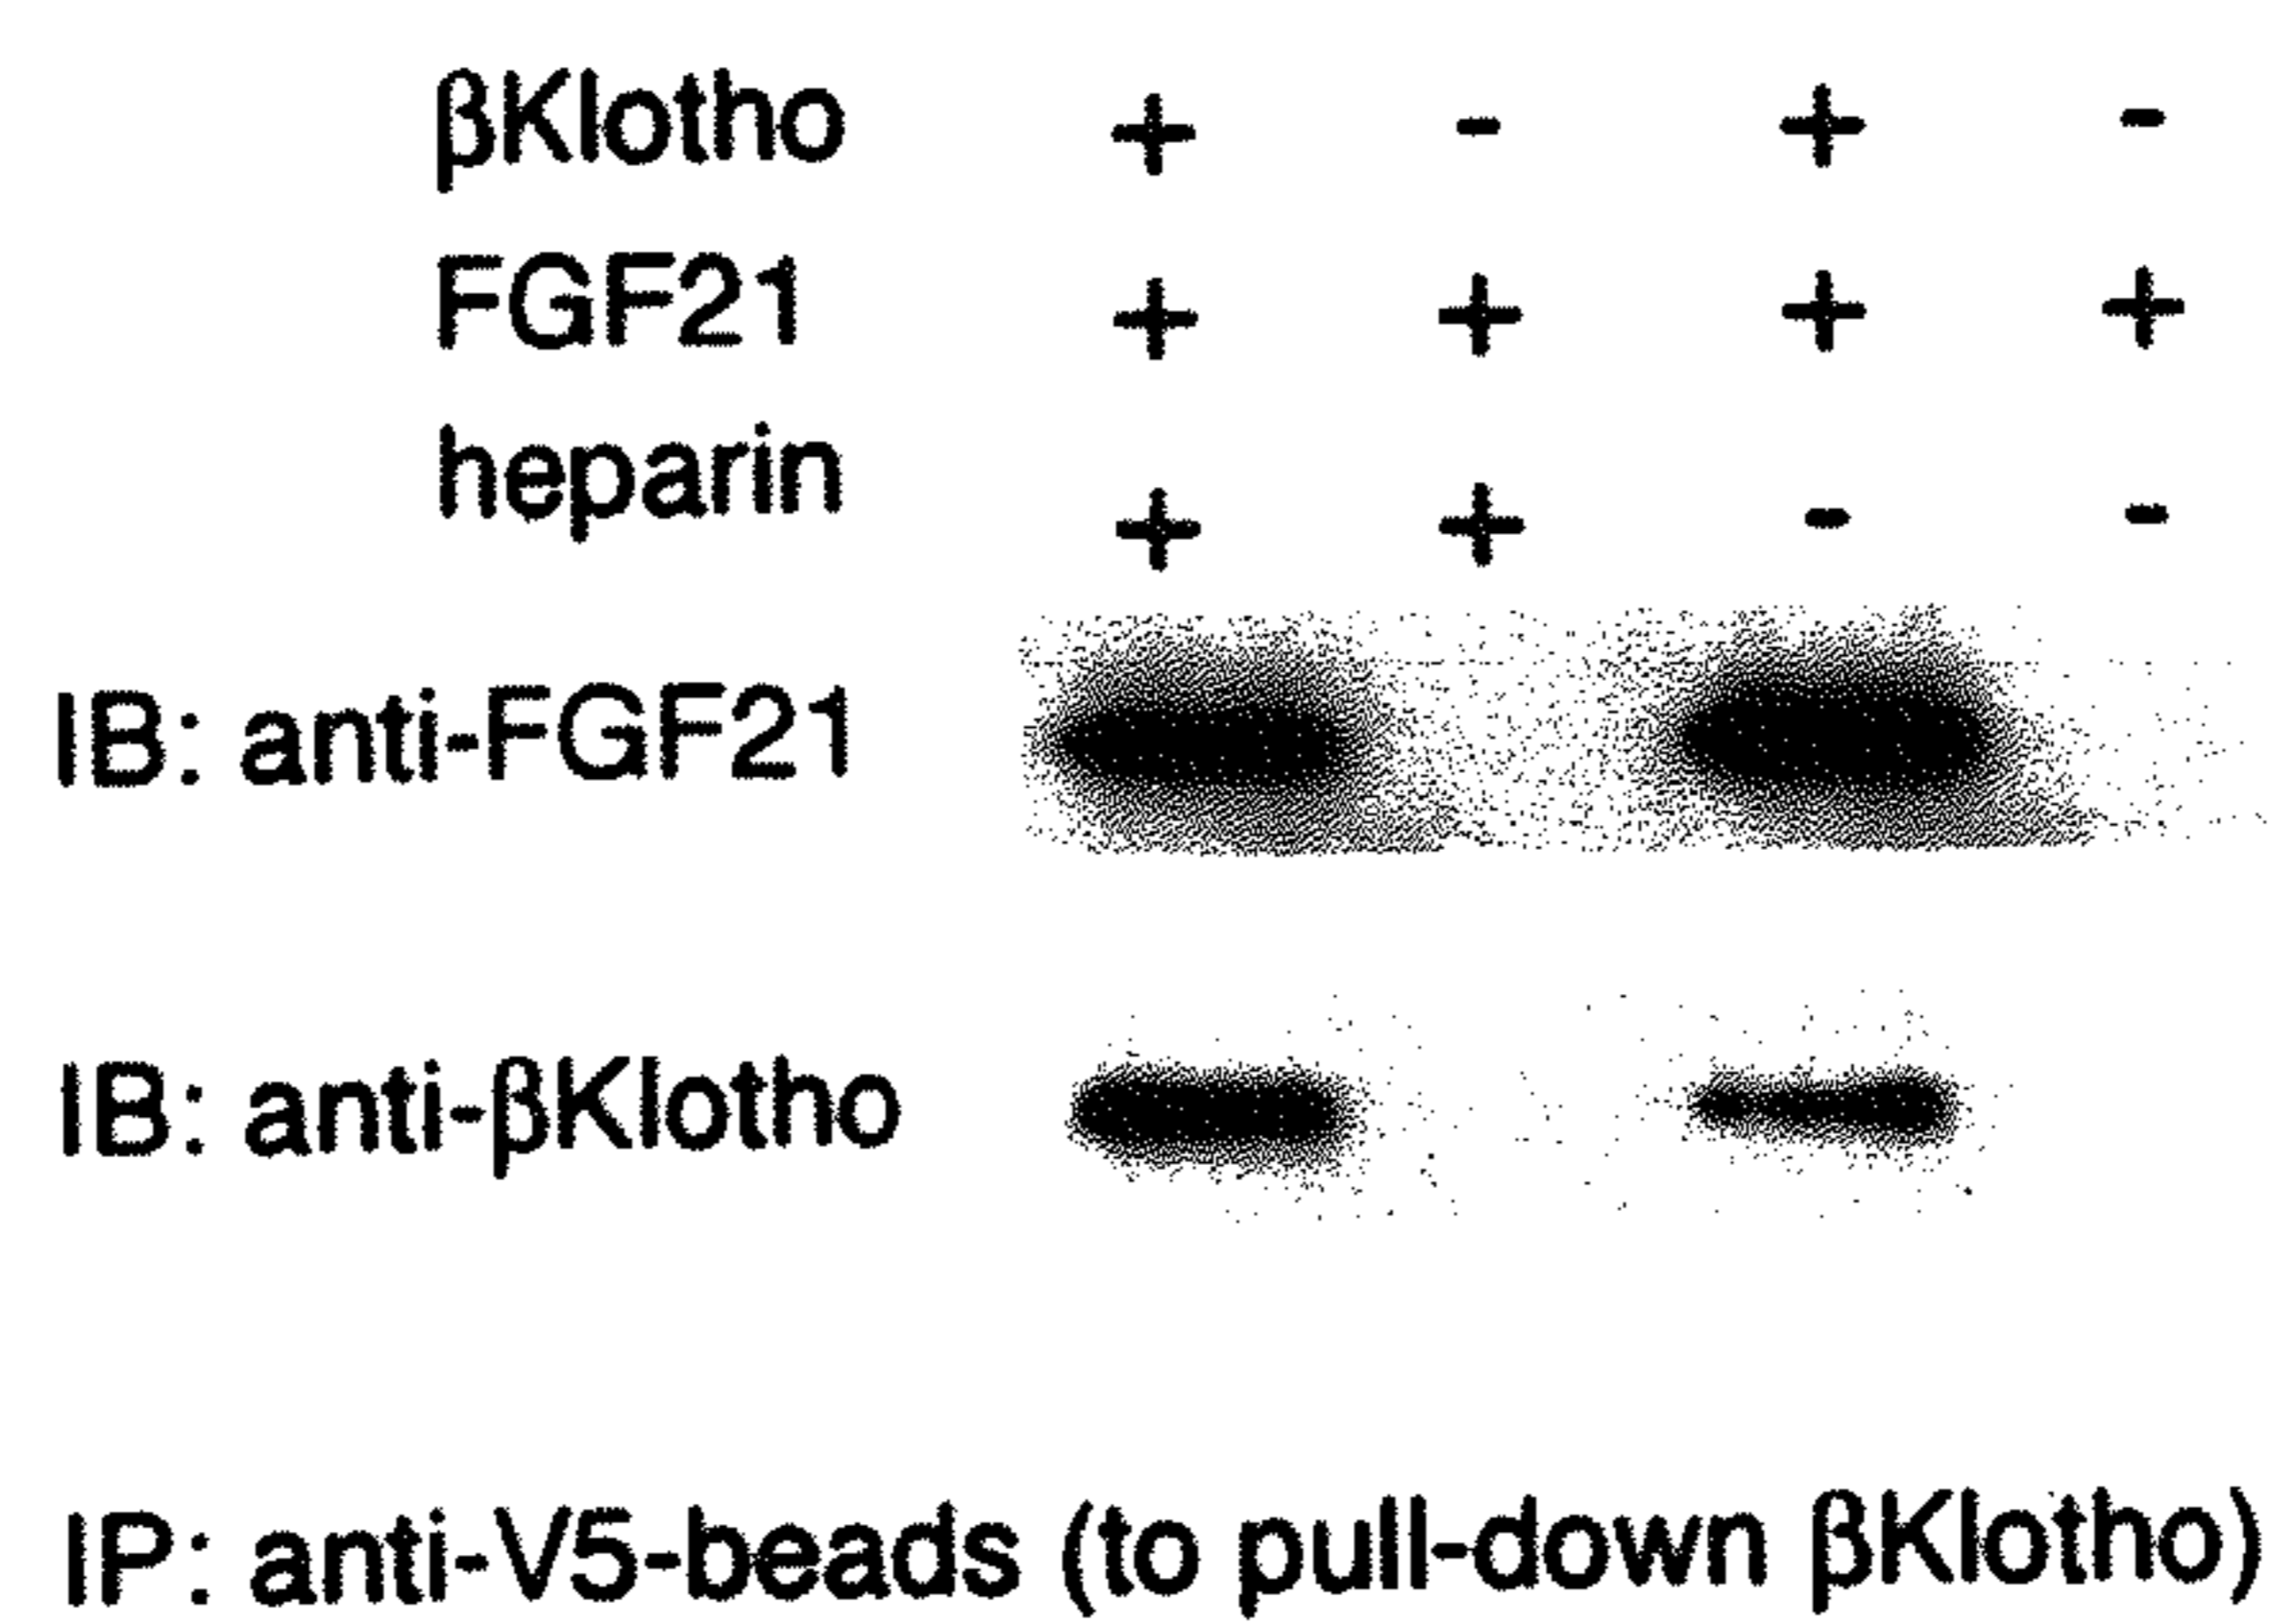 βKlotho + - + -
FGF21 + + + +
heparin + + - -
IB: anti-FGF21
IB: anti-βKlotho
IP: anti-V5-beads (to pull-down βKlotho)